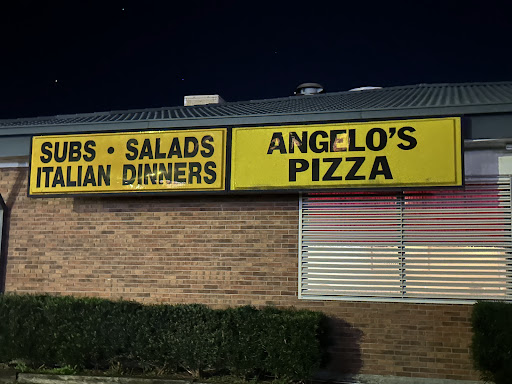 SUBS • SALADS
ITALIAN DINNERS
ANGELO'S
PIZZA